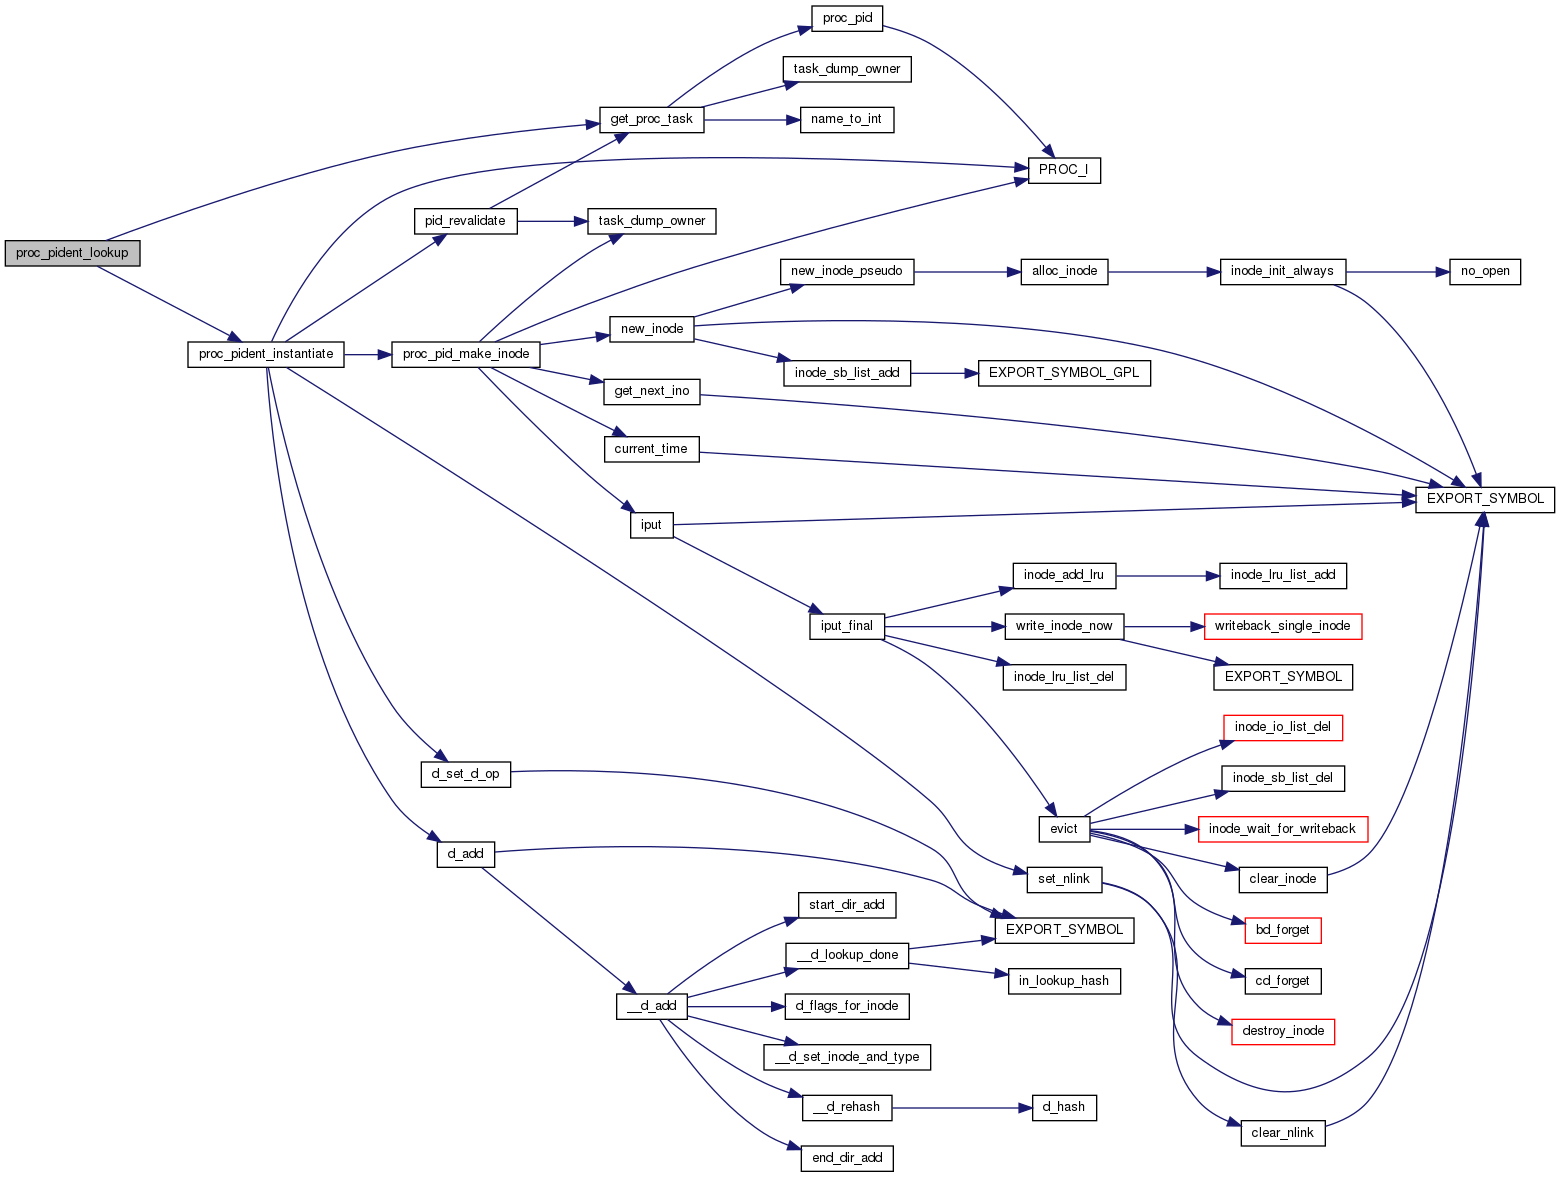 proc_pid
task_dump_owner
get_proc_task
name_to_int
PROC_I
pid_revalidate
task_dump_owner
proc_pident_lookup
new_inode_pseudo
alloc_inode
inode_init_always
no_open
new_inode
proc_pident_instantiate
proc_pid_make_inode
inode_sb_list_add
EXPORT_SYMBOL_GPL
get_next_ino
current_time
EXPORT_SYMBOL
iput
inode_add_lru
inode_lru_list_add
iput_final
write_inode_now
writeback_single_inode
inode_lru_list_del
EXPORT_SYMBOL
inode_io_list_del
d_set_d_op
inode_sb_list_del
evict
inode_wait_for_writeback
d_add
set_nlink
clear_inode
start_dir_add
EXPORT_SYMBOL
bd_forget
__d_lookup_done
in_lookup_hash
cd_forget
__d_add
d_flags_for_inode
destroy_inode
__d_set_inode_and_type
__d_rehash
d_hash
clear_nlink
end_dir_add